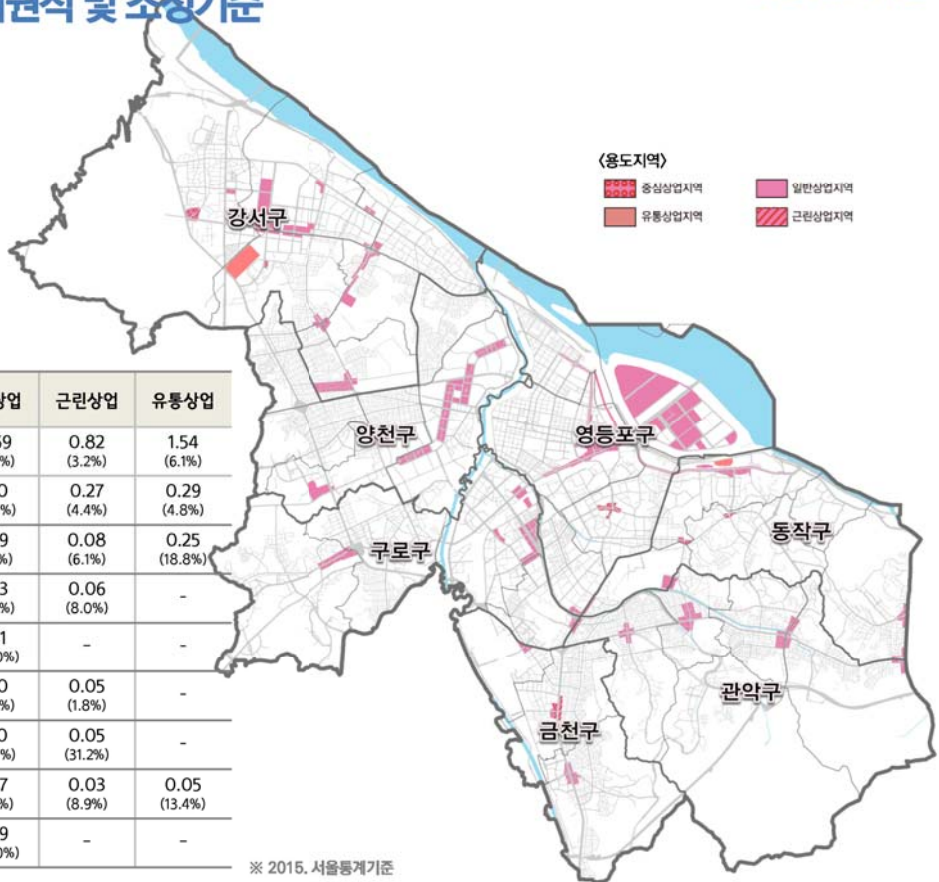 및 조정기준
<용도지역>
중심상업지역 일반상업지역
유통상업지역 근린상업지역
강서구
양천구
영등포구
구로구
동작구
관악구
금천구
근린상업 유통상업
0.82 1.54
(3.2%) (6.1%)
0.27 0.29
(4.4%) (4.8%)
0.08 0.25
(6.1%) (18.8%)
0.06 -
(8.0%)
- -
0.05 -
(1.8%)
0.05 -
(31.2%)
0.03 0.05
(8.9%) (13.4%)
- -
※ 2015. 서울통계기준